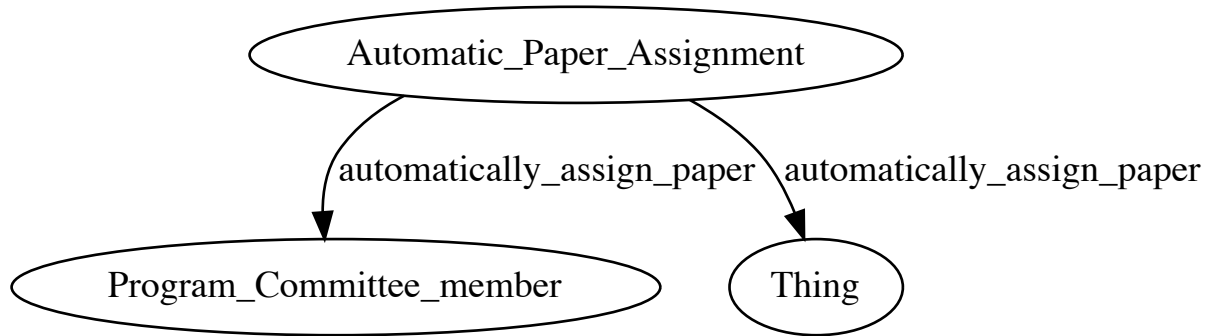 Automatic_Paper_Assignment
automatically_assign_paper
automatically_assign_paper
Program_Committee_member
Thing